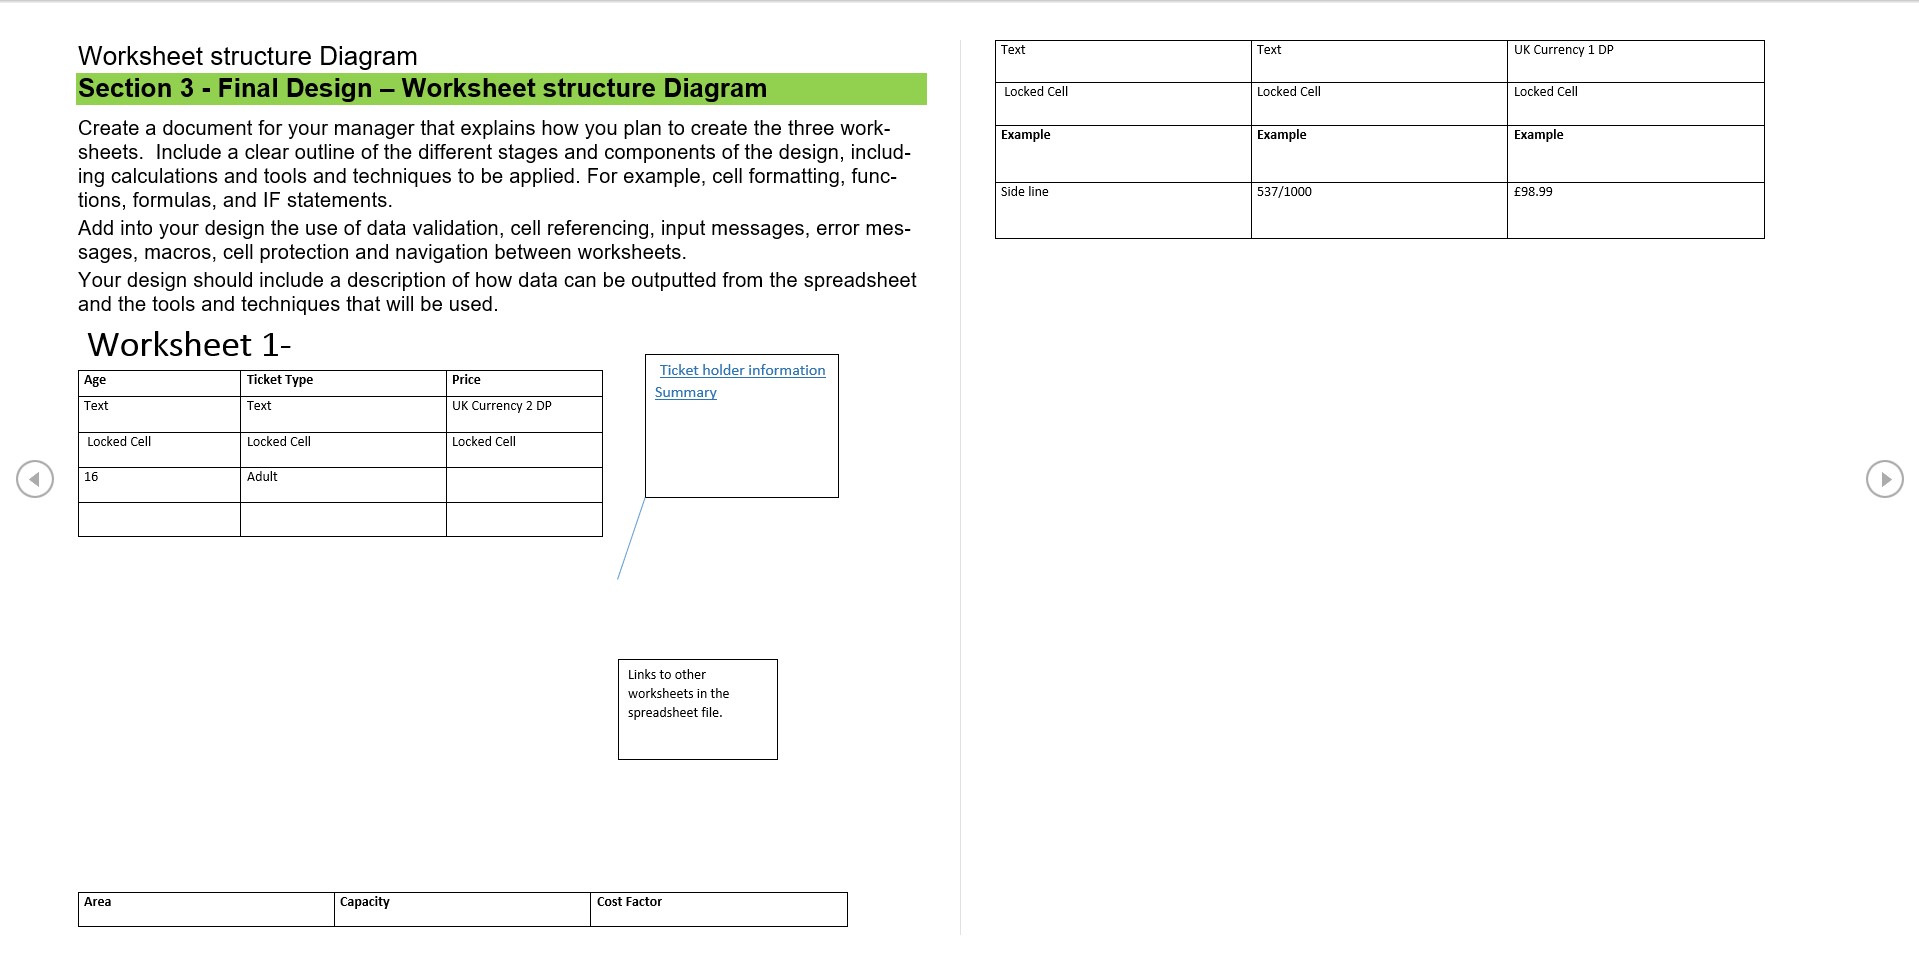 Worksheet structure Diagram
Section 3 - Final Design – Worksheet structure Diagram
Create a document for your manager that explains how you plan to create the three work-
sheets.  Include a clear outline of the different stages and components of the design, includ-
ing calculations and tools and techniques to be applied. For example, cell formatting, func-
tions, formulas, and IF statements.
Add into your design the use of data validation, cell referencing, input messages, error mes-
sages, macros, cell protection and navigation between worksheets.
Your design should include a description of how data can be outputted from the spreadsheet
and the tools and techniques that will be used.
Worksheet 1-
Age Ticket Type Price
Text Text UK Currency 2 DP
Locked Cell Locked Cell Locked Cell
16 Adult
Ticket holder information
Summary
Links to other
worksheets in the
spreadsheet file.
Area Capacity Cost Factor
Text Text UK Currency 1 DP
Locked Cell Locked Cell Locked Cell
Example Example Example
Side line 537/1000 £98.99